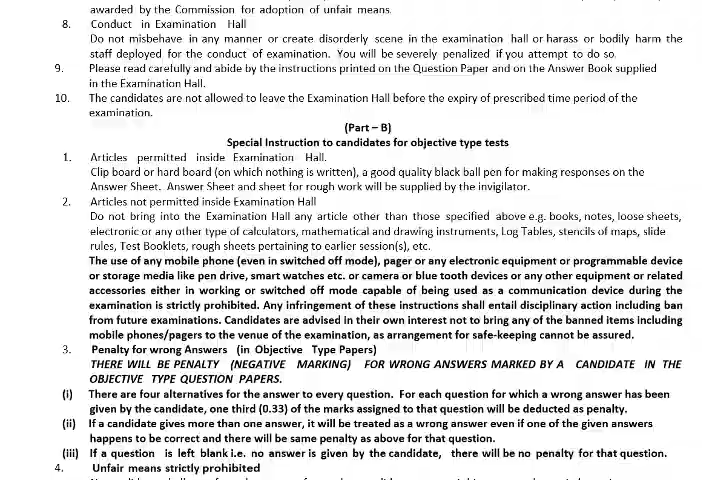 awarded by the Commission for adoption of unfair means.
8. Conduct in Examination Hall
Do not misbehave in any manner or create disorderly scene in the examination hall or harass or bodily harm the
staff deployed for the conduct of examination. You will be severely penalized if you attempt to do so.
9. Please read carefully and abide by the instructions printed on the Question Paper and on the Answer Book supplied
in the Examination Hall.
10. The candidates are not allowed to leave the Examination Hall before the expiry of prescribed time period of the
examination.
(Part – B)
Special Instruction to candidates for objective type tests
1. Articles permitted inside Examination Hall.
Clip board or hard board (on which nothing is written), a good quality black ball pen for making responses on the
Answer Sheet. Answer Sheet and sheet for rough work will be supplied by the invigilator.
2. Articles not permitted inside Examination Hall
Do not bring into the Examination Hall any article other than those specified above e.g. books, notes, loose sheets,
electronic or any other type of calculators, mathematical and drawing instruments, Log Tables, stencils of maps, slide
rules, Test Booklets, rough sheets pertaining to earlier session(s), etc.
The use of any mobile phone (even in switched off mode), pager or any electronic equipment or programmable device
or storage media like pen drive, smart watches etc. or camera or blue tooth devices or any other equipment or related
accessories either in working or switched off mode capable of being used as a communication device during the
examination is strictly prohibited. Any infringement of these instructions shall entail disciplinary action including ban
from future examinations. Candidates are advised in their own interest not to bring any of the banned items including
mobile phones/pagers to the venue of the examination, as arrangement for safe-keeping cannot be assured.
3. Penalty for wrong Answers (in Objective Type Papers)
THERE WILL BE PENALTY (NEGATIVE MARKING) FOR WRONG ANSWERS MARKED BY A CANDIDATE IN THE
OBJECTIVE TYPE QUESTION PAPERS.
(i) There are four alternatives for the answer to every question. For each question for which a wrong answer has been
given by the candidate, one third (0.33) of the marks assigned to that question will be deducted as penalty.
(ii) If a candidate gives more than one answer, it will be treated as a wrong answer even if one of the given answers
happens to be correct and there will be same penalty as above for that question.
(iii) If a question is left blank i.e. no answer is given by the candidate, there will be no penalty for that question.
4. Unfair means strictly prohibited